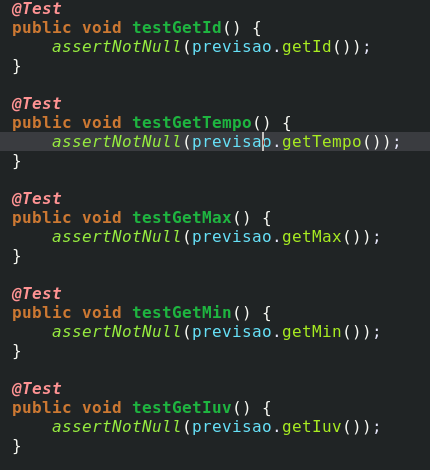 @Test
public void testGetId() {
    assertNotNull(previsao.getId());
}

@Test
public void testGetTempo() {
    assertNotNull(previsao.getTempo());
}

@Test
public void testGetMax() {
    assertNotNull(previsao.getMax());
}

@Test
public void testGetMin() {
    assertNotNull(previsao.getMin());
}

@Test
public void testGetIuv() {
    assertNotNull(previsao.getIuv());
}